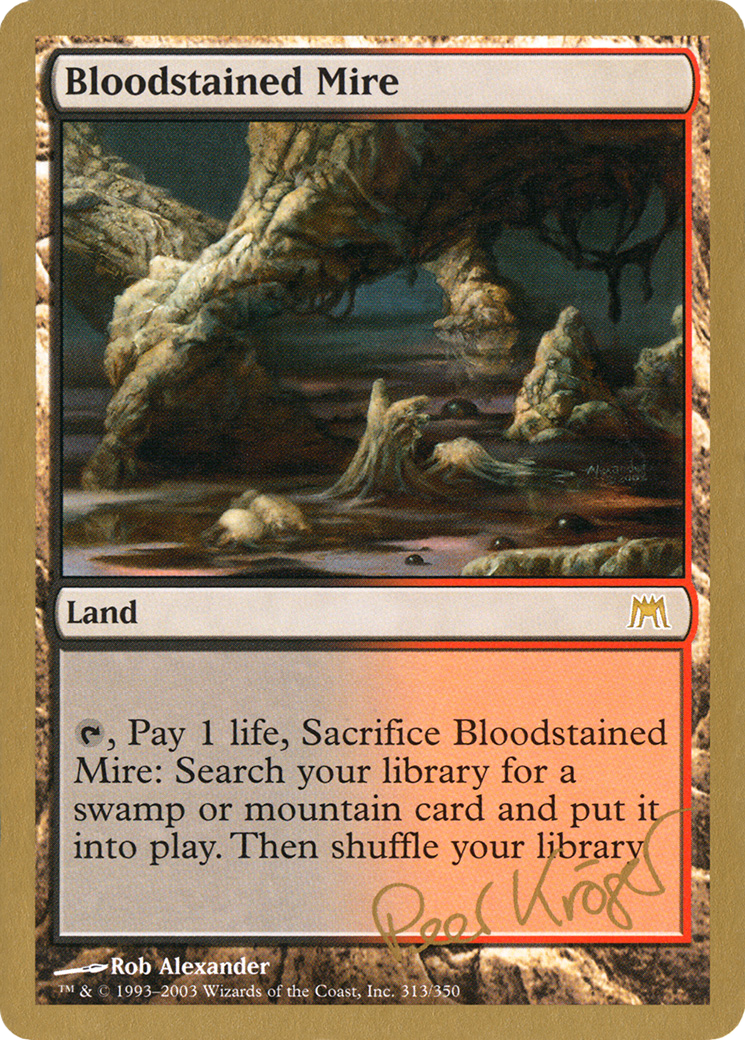 Bloodstained Mire
Alexander
2002
Land
, Pay 1 life, Sacrifice Bloodstained
Mire: Search your library for a
swamp or mountain card and put it
into play. Then shuffle your library.
Peer Kröger
Rob Alexander
™ & © 1993–2003 Wizards of the Coast, Inc. 313/350